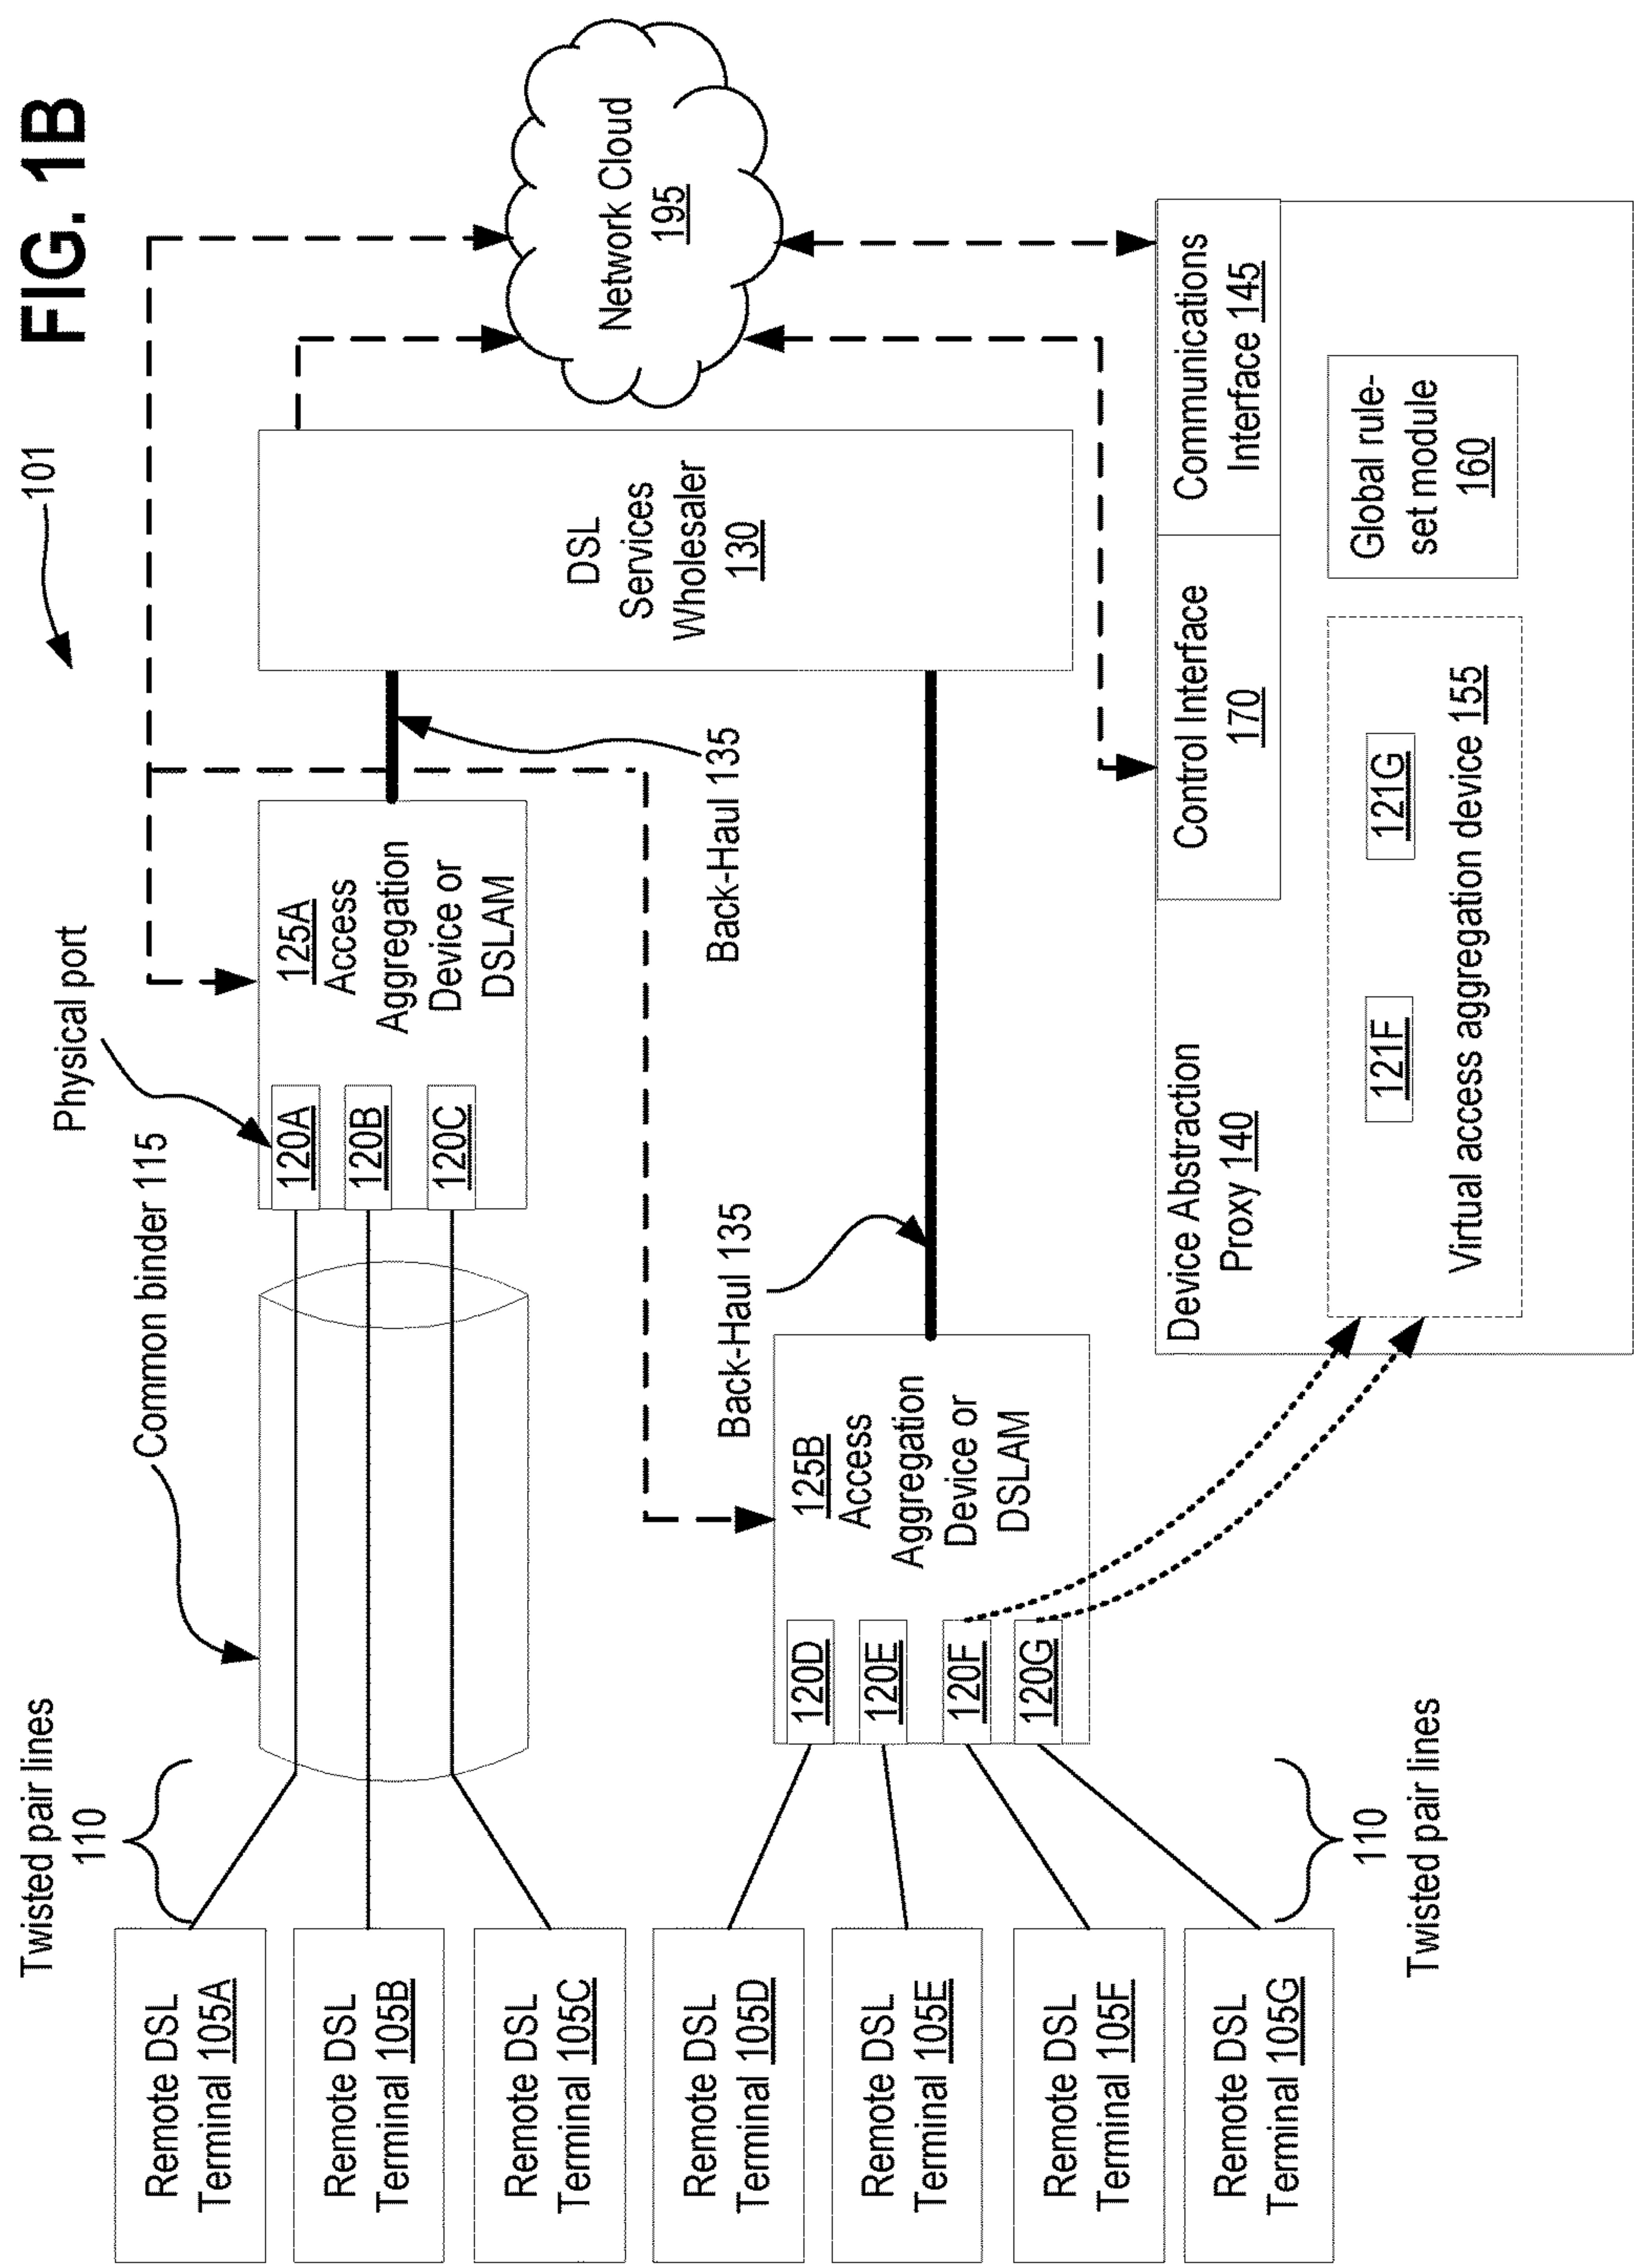 FIG. 1B
101
Twisted pair lines
110
Common binder 115
Physical port
Remote DSL
Terminal 105A
Remote DSL
Terminal 105B
Remote DSL
Terminal 105C
Remote DSL
Terminal 105D
Remote DSL
Terminal 105E
Remote DSL
Terminal 105F
Remote DSL
Terminal 105G
120A
120B
120C
125A
Access
Aggregation
Device or
DSLAM
Back-Haul 135
DSL
Services
Wholesaler
130
Network Cloud
195
120D
120E
120F
120G
125B
Access
Aggregation
Device or
DSLAM
Back-Haul 135
110
Twisted pair lines
Device Abstraction
Proxy 140
Control Interface
170
Communications
Interface 145
121F
121G
Virtual access aggregation device 155
Global rule-
set module
160